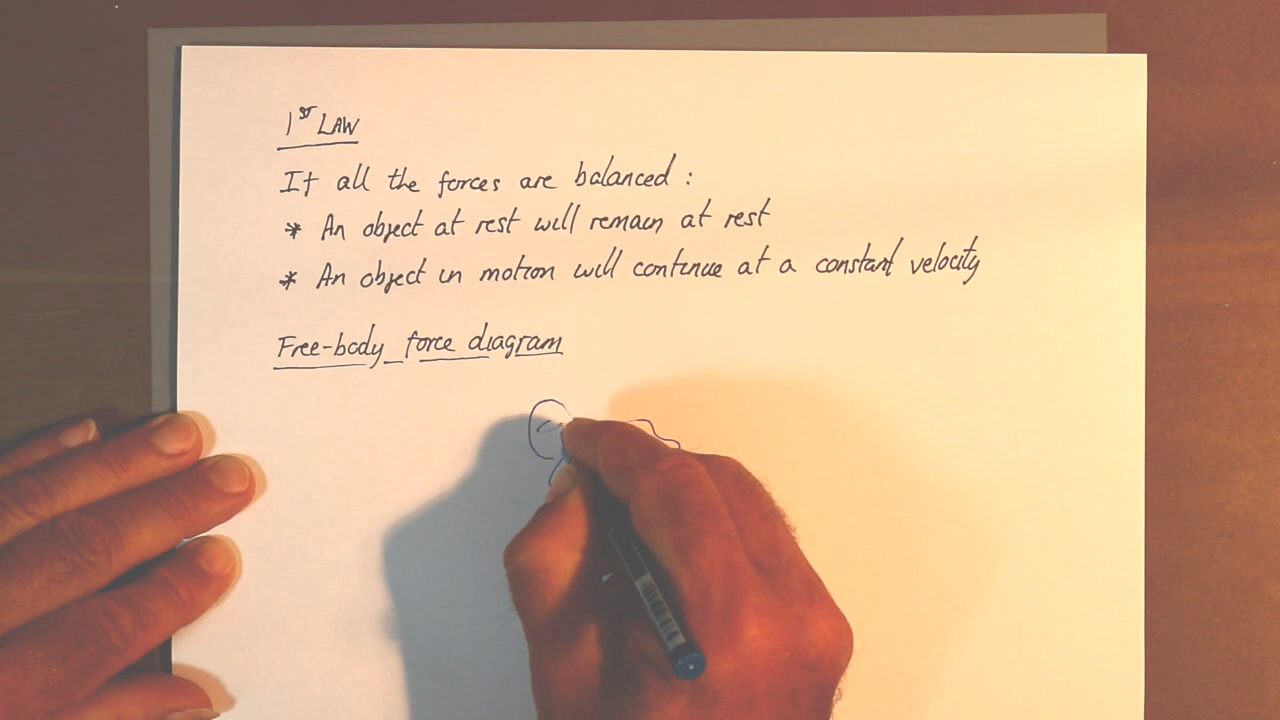 1ST LAW
If all the forces are balanced :
* An object at rest will remain at rest
* An object in motion will continue at a constant velocity
Free-body force diagram